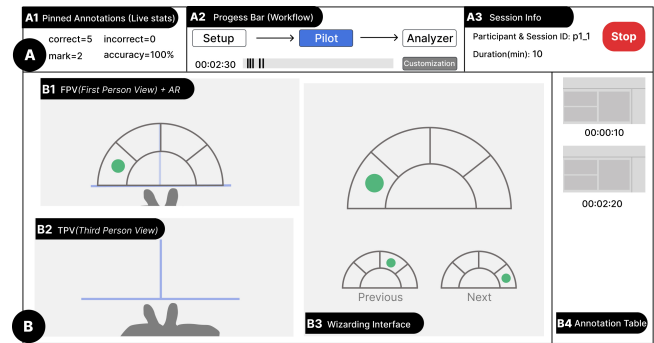 A1 Pinned Annotations (Live stats)
correct=5 incorrect=0
mark=2 accuracy=100%
A
A2 Progess Bar (Workflow)
Setup Pilot Analyzer
00:02:30 Customization
A3 Session Info
Participant & Session ID: p1_1
Duration(min): 10
Stop
B1 FPV(First Person View) + AR
B2 TPV(Third Person View)
B
Previous Next
B3 Wizarding Interface
00:00:10
00:02:20
B4 Annotation Table